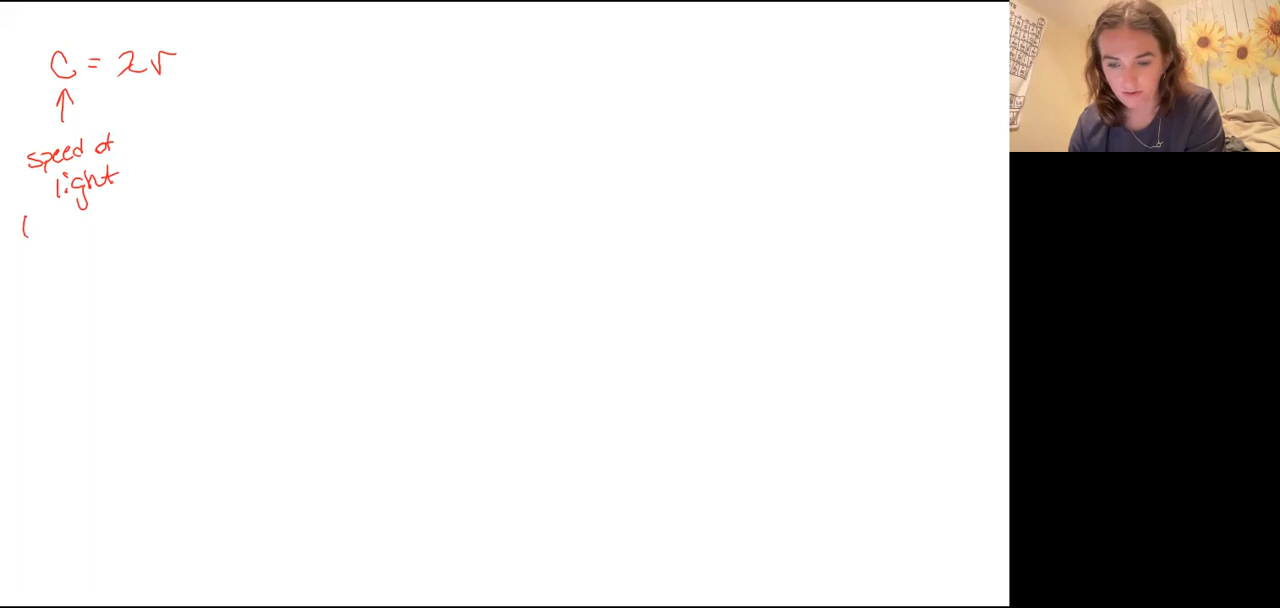 C = λν
speed of
light
(